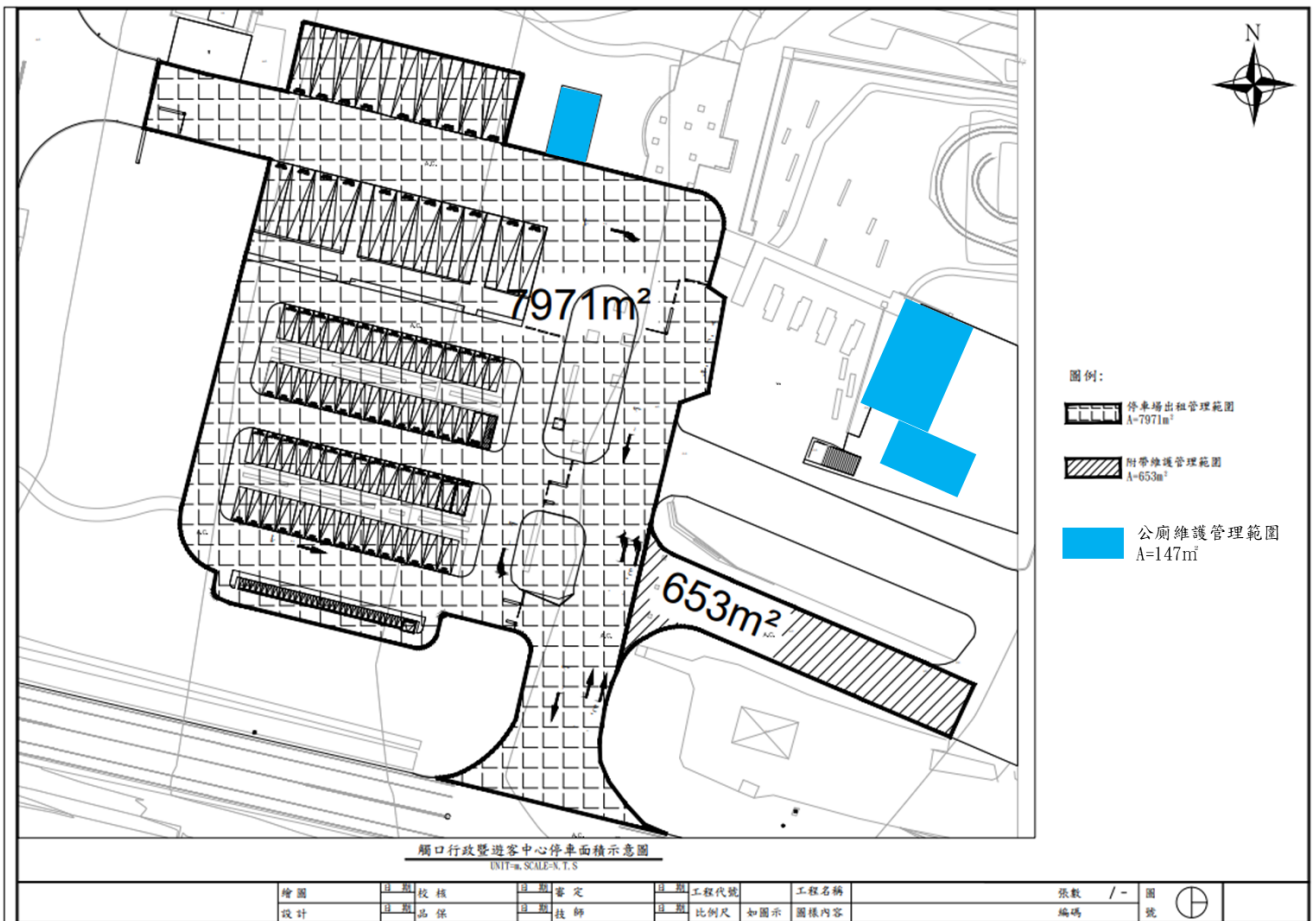 N
7971m²
圖例:
停車場出租管理範圍
A=7971m²
附帶維護管理範圍
A=653m²
公廁維護管理範圍
A=147㎡
653m²
A.C.
A.C.
A.C.
A.C.
A.C.
A.C.
觸口行政暨遊客中心停車面積示意圖
UNIT=m, SCALE=N.T.S
繪圖 日期 校核 日期 審定 日期 工程代號 工程名稱 張數 / - 圖
設計 日期 品保 日期 技師 日期 比例尺 如圖示 圖樣內容 編碼 號